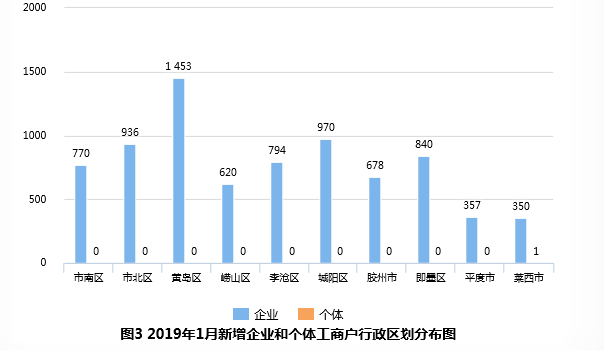 2000
1500
1000
500
0
770 0 936 0 1 453 0 620 0 794 0 970 0 678 0 840 0 357 0 350 1
市南区 市北区 黄岛区 崂山区 李沧区 城阳区 胶州市 即墨区 平度市 莱西市
企业 个体
图3 2019年1月新增企业和个体工商户行政区划分布图